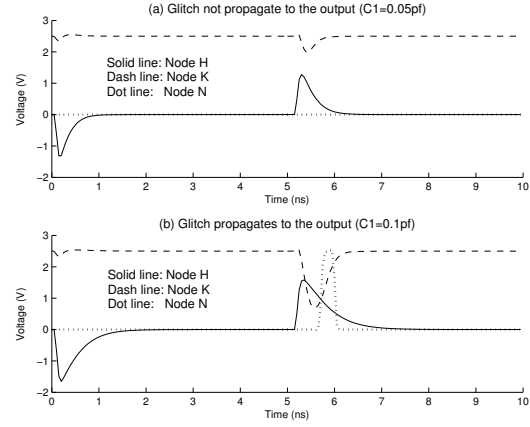 (a) Glitch not propagate to the output (C1=0.05pf)
3
2
1
0
−1
−2
Voltage (V)
Solid line: Node H
Dash line: Node K
Dot line: Node N
0 1 2 3 4 5 6 7 8 9 10
Time (ns)
(b) Glitch propagates to the output (C1=0.1pf)
3
2
1
0
−1
−2
Voltage (V)
Solid line: Node H
Dash line: Node K
Dot line: Node N
0 1 2 3 4 5 6 7 8 9 10
Time (ns)